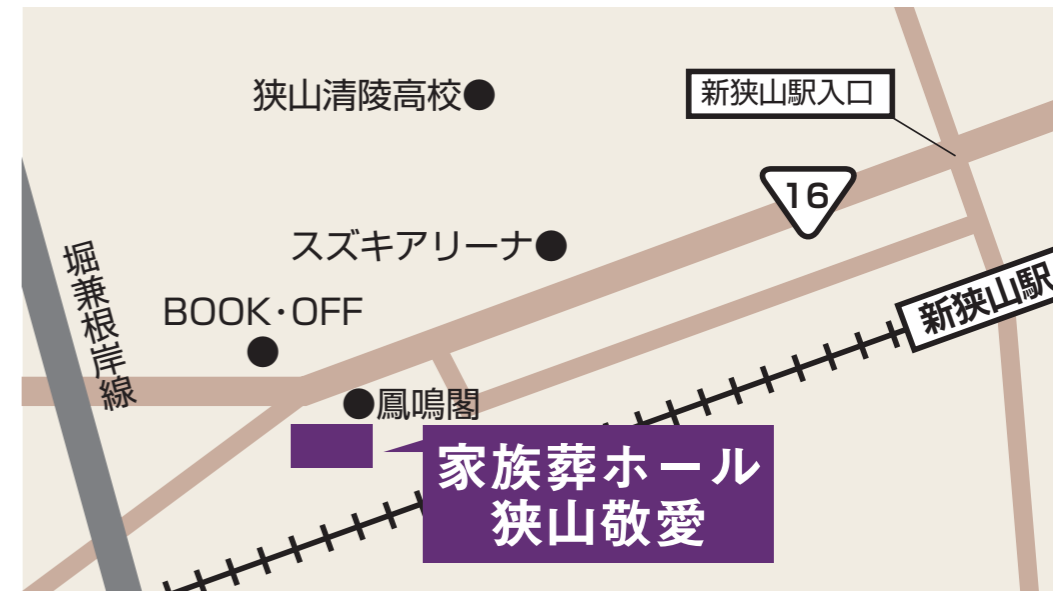 狭山清陵高校
新狭山駅入口
16
スズキアリーナ
堀兼根岸線
BOOK・OFF
新狭山駅
鳳鳴閣
家族葬ホール
狭山敬愛